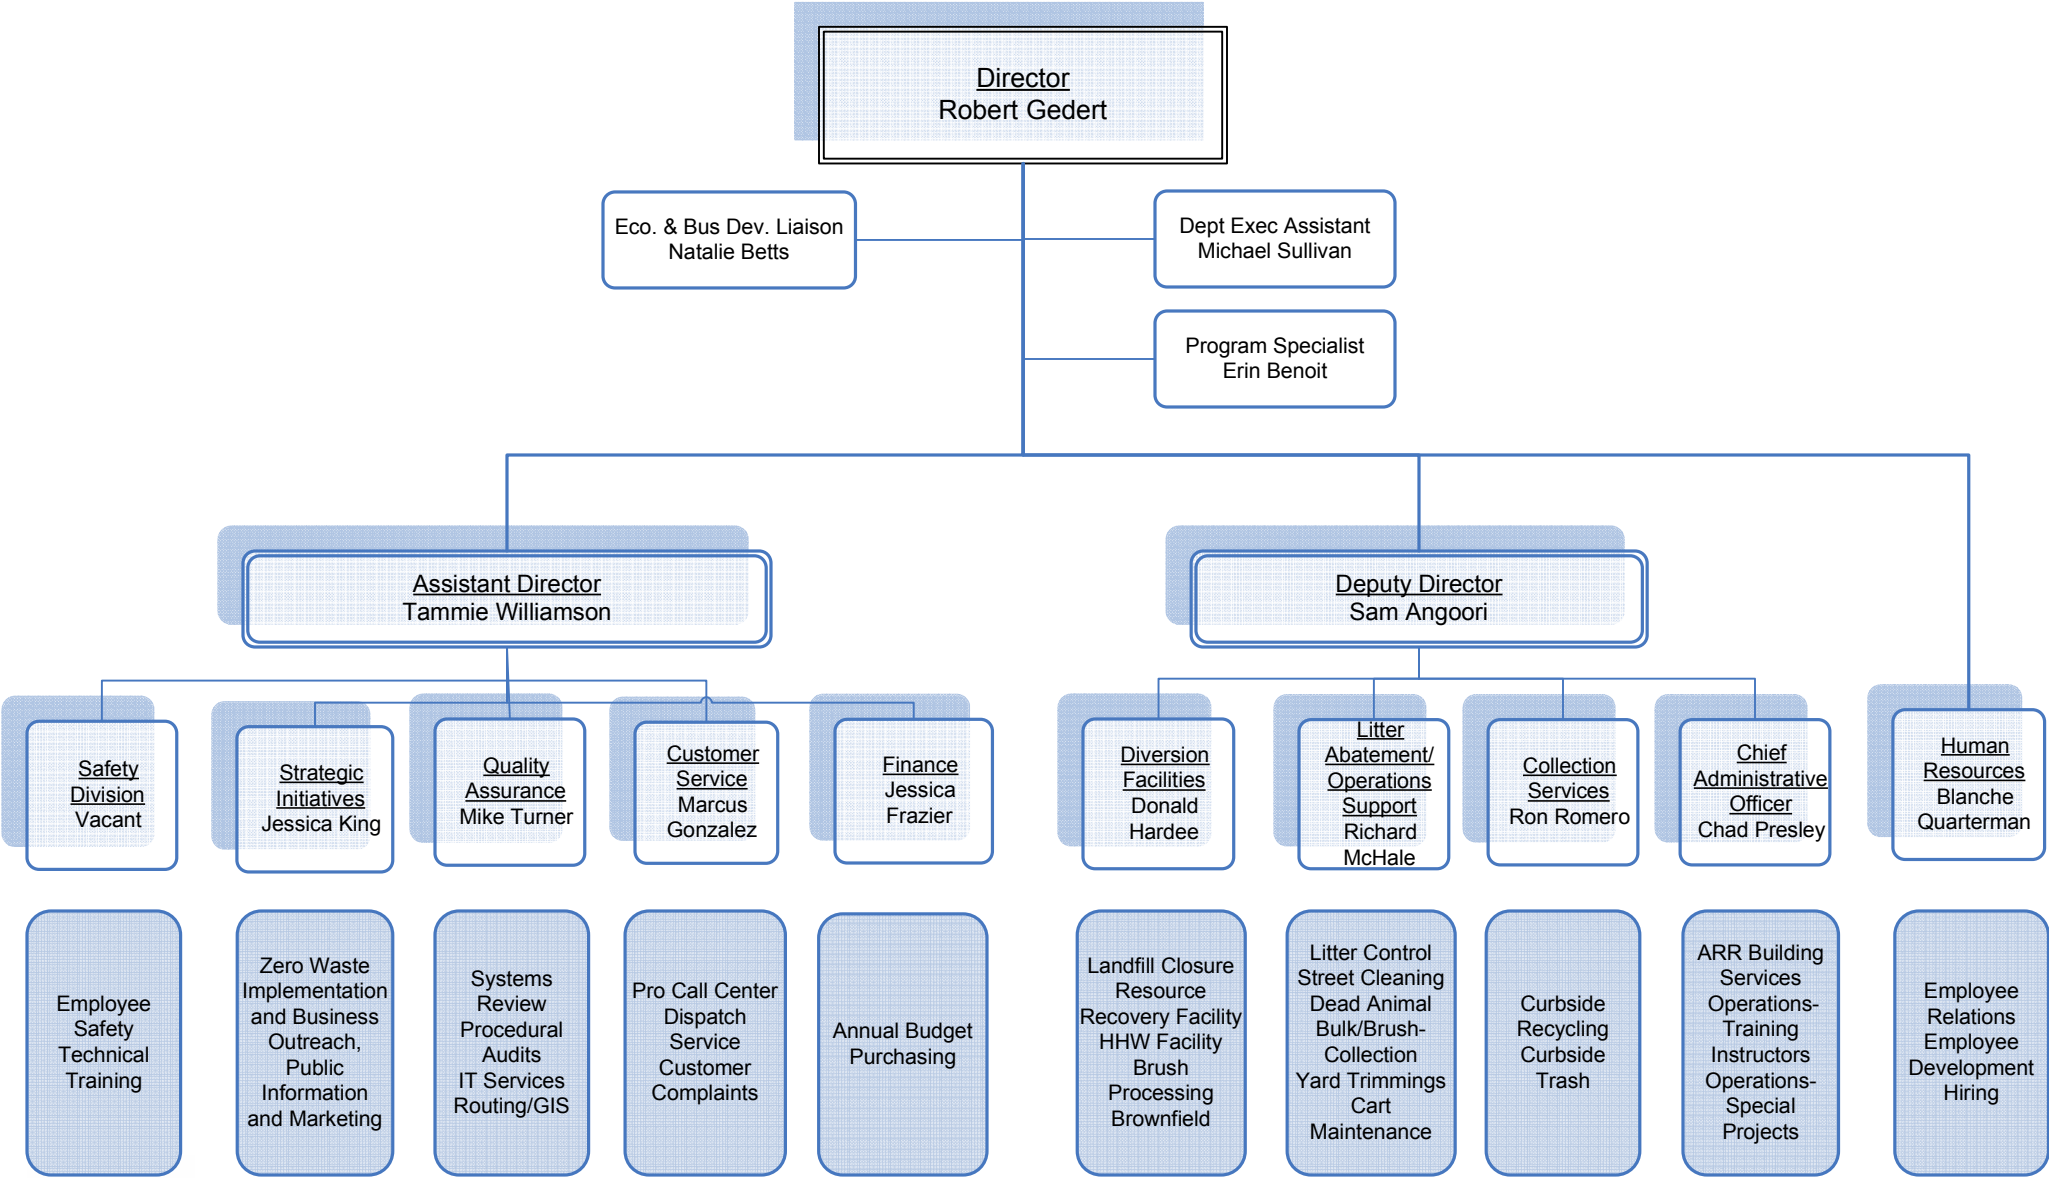 Director
Robert Gedert
Eco. & Bus Dev. Liaison
Natalie Betts
Dept Exec Assistant
Michael Sullivan
Program Specialist
Erin Benoit
Assistant Director
Tammie Williamson
Deputy Director
Sam Angoori
Safety
Division
Vacant
Strategic
Initiatives
Jessica King
Quality
Assurance
Mike Turner
Customer
Service
Marcus
Gonzalez
Finance
Jessica
Frazier
Diversion
Facilities
Donald
Hardee
Litter
Abatement/
Operations
Support
Richard
McHale
Collection
Services
Ron Romero
Chief
Administrative
Officer
Chad Presley
Human
Resources
Blanche
Quarterman
Employee
Safety
Technical
Training
Zero Waste
Implementation
and Business
Outreach,
Public
Information
and Marketing
Systems
Review
Procedural
Audits
IT Services
Routing/GIS
Pro Call Center
Dispatch
Service
Customer
Complaints
Annual Budget
Purchasing
Landfill Closure
Resource
Recovery Facility
HHW Facility
Brush
Processing
Brownfield
Litter Control
Street Cleaning
Dead Animal
Bulk/Brush-
Collection
Yard Trimmings
Cart
Maintenance
Curbside
Recycling
Curbside
Trash
ARR Building
Services
Operations-
Training
Instructors
Operations-
Special
Projects
Employee
Relations
Employee
Development
Hiring